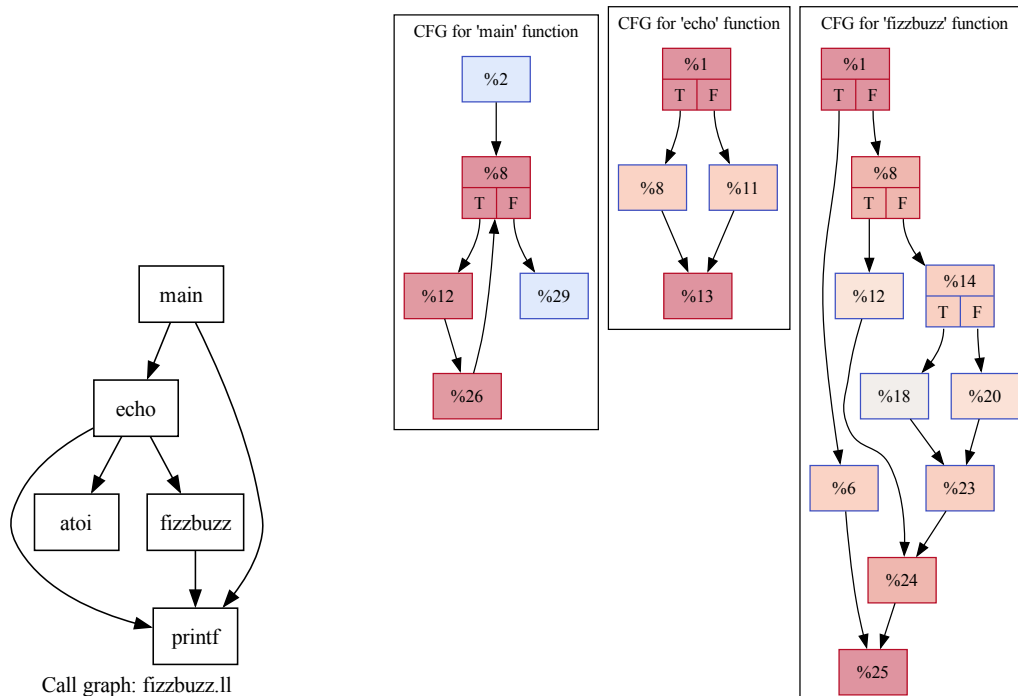 main
echo
atoi
fizzbuzz
printf
Call graph: fizzbuzz.ll
CFG for 'main' function
%2
%8
T F
%12
%29
%26
CFG for 'echo' function
%1
T F
%8
%11
%13
CFG for 'fizzbuzz' function
%1
T F
%8
T F
%12
%14
T F
%18
%20
%6
%23
%24
%25